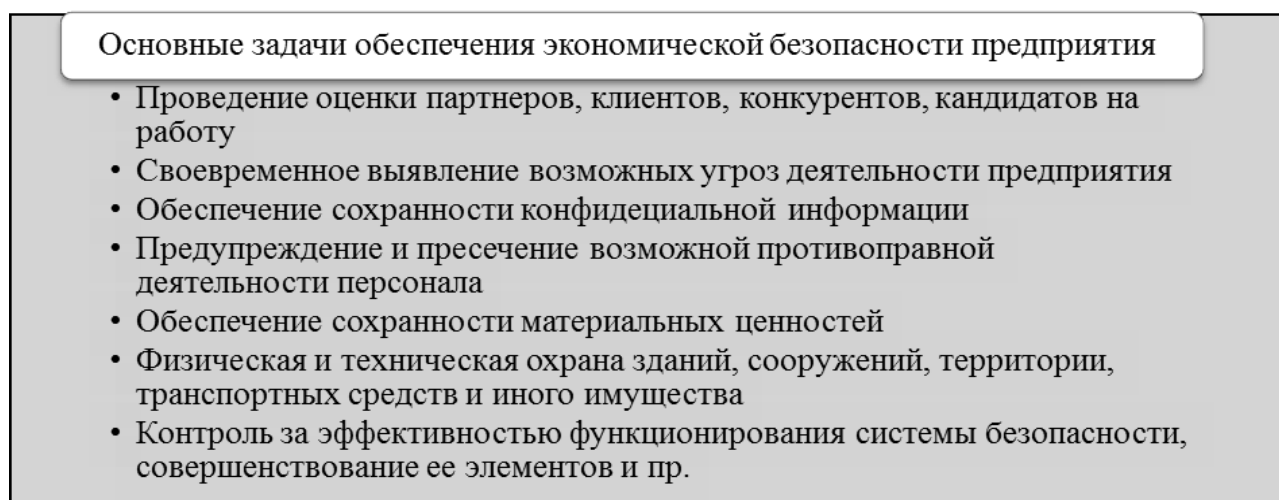 Основные задачи обеспечения экономической безопасности предприятия
• Проведение оценки партнеров, клиентов, конкурентов, кандидатов на
работу
• Своевременное выявление возможных угроз деятельности предприятия
• Обеспечение сохранности конфидециальной информации
• Предупреждение и пресечение возможной противоправной
деятельности персонала
• Обеспечение сохранности материальных ценностей
• Физическая и техническая охрана зданий, сооружений, территории,
транспортных средств и иного имущества
• Контроль за эффективностью функционирования системы безопасности,
совершенствование ее элементов и пр.